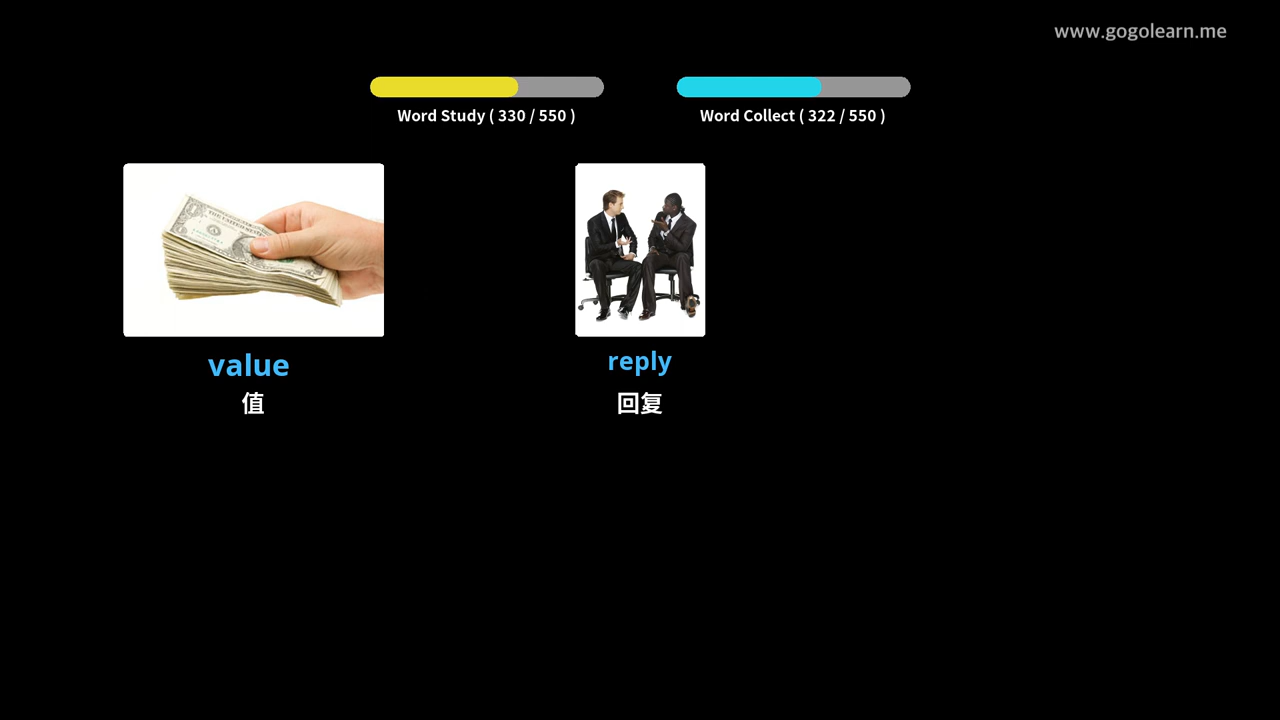 www.gogolearn.me
Word Study ( 330 / 550 )
Word Collect ( 322 / 550 )
value
值
reply
回复